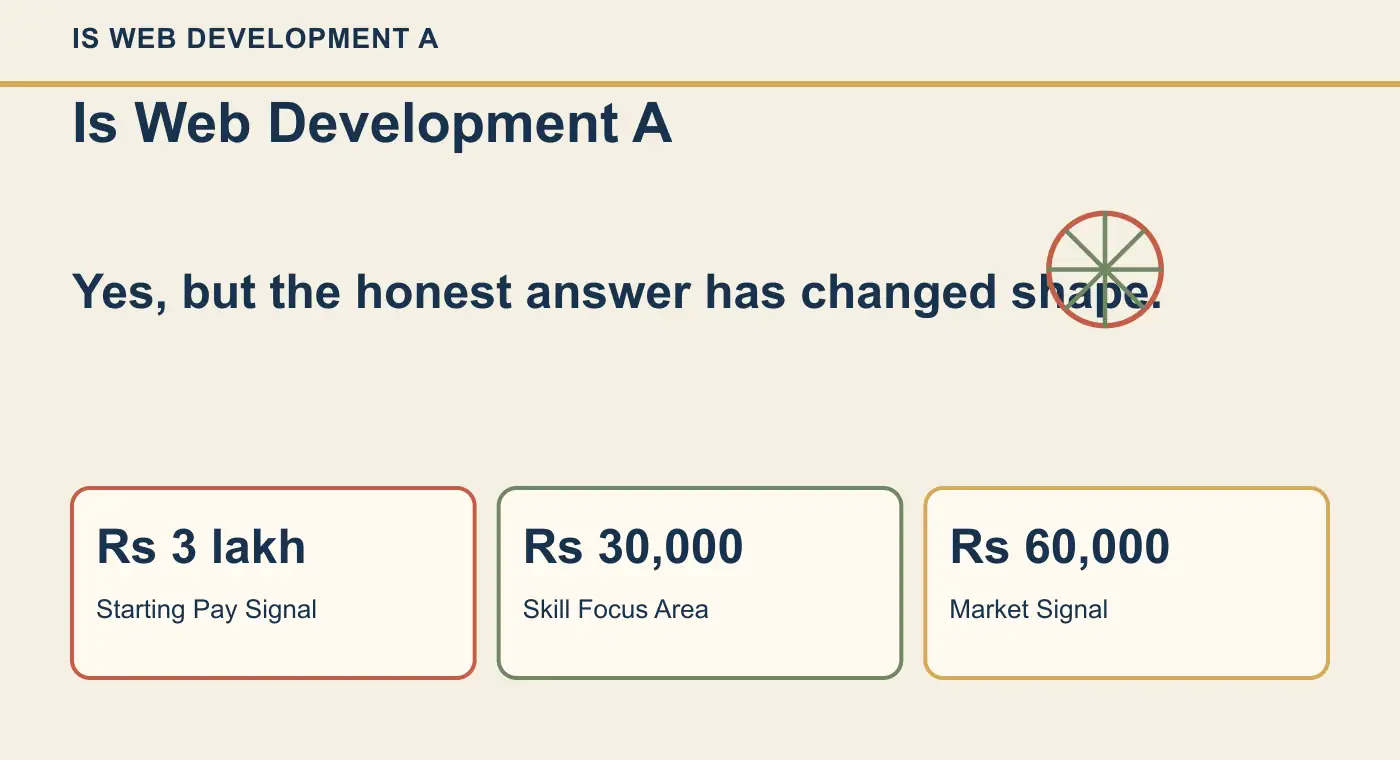 IS WEB DEVELOPMENT A
Is Web Development A
Yes, but the honest answer has changed shape.
Rs 3 lakh
Starting Pay Signal
Rs 30,000
Skill Focus Area
Rs 60,000
Market Signal